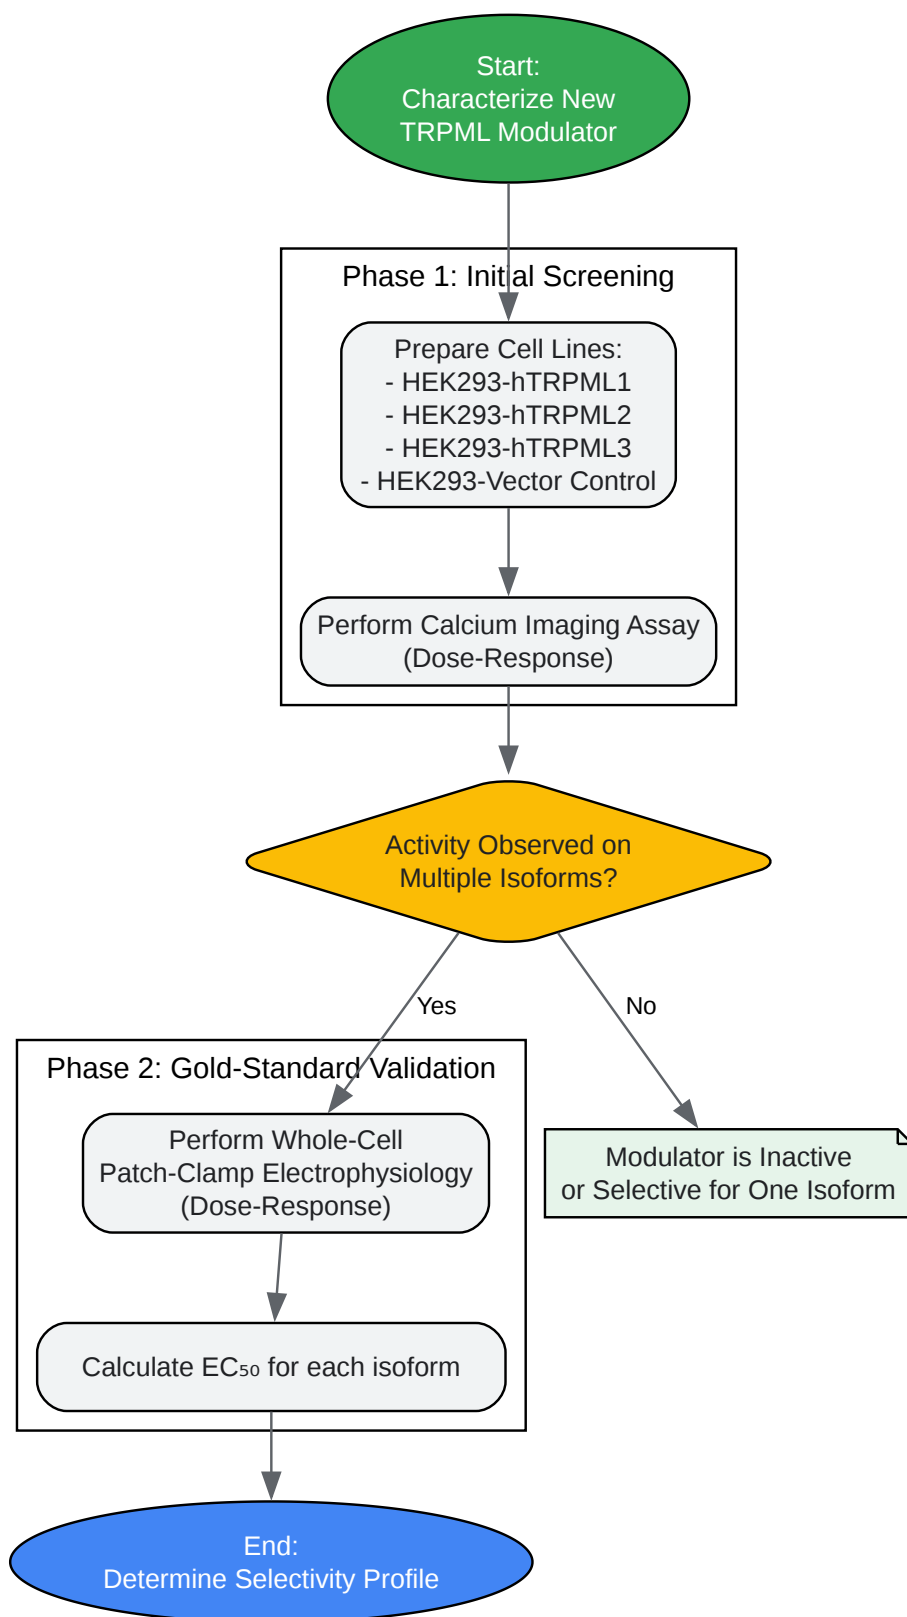 Start:
Characterize New
TRPML Modulator
Phase 1: Initial Screening
Prepare Cell Lines:
- HEK293-hTRPML1
- HEK293-hTRPML2
- HEK293-hTRPML3
- HEK293-Vector Control
Perform Calcium Imaging Assay
(Dose-Response)
Activity Observed on
Multiple Isoforms?
Yes
No
Phase 2: Gold-Standard Validation
Perform Whole-Cell
Patch-Clamp Electrophysiology
(Dose-Response)
Modulator is Inactive
or Selective for One Isoform
Calculate EC₅₀ for each isoform
End:
Determine Selectivity Profile